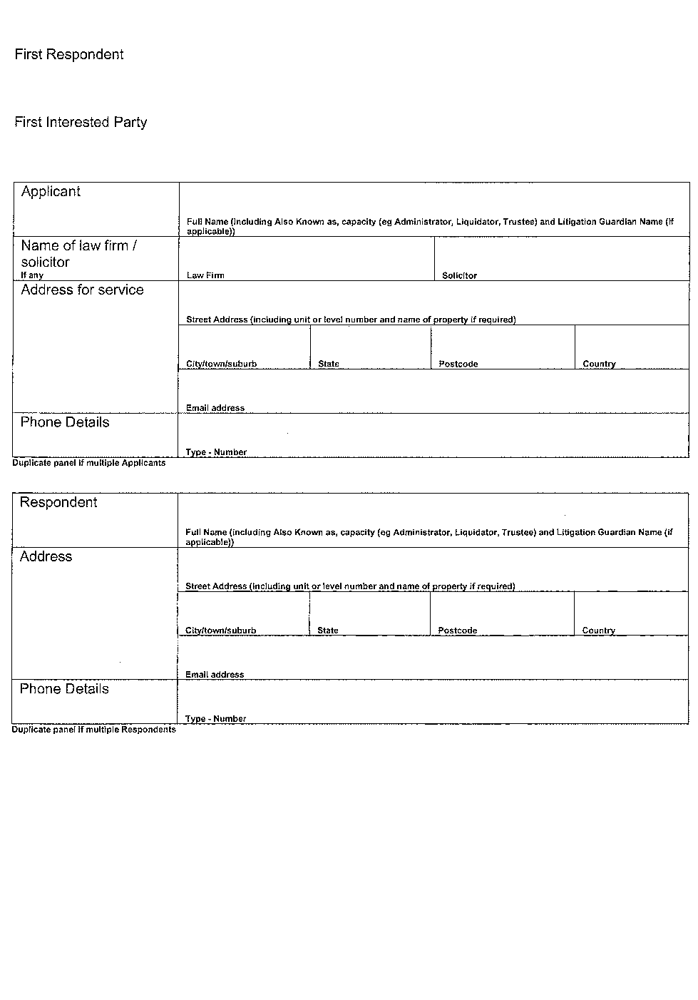 First Respondent
First Interested Party
Applicant
Full Name (including Also Known as, capacity (eg Administrator, Liquidator, Trustee) and Litigation Guardian Name (if
applicable))
Name of law firm /
solicitor
If any
Law Firm
Solicitor
Address for service
Street Address (including unit or level number and name of property if required)
City/town/suburb
State
Postcode
Country
Email address
Phone Details
Type - Number
Duplicate panel if multiple Applicants
Respondent
Full Name (including Also Known as, capacity (eg Administrator, Liquidator, Trustee) and Litigation Guardian Name (if
applicable))
Address
Street Address (including unit or level number and name of property if required)
City/town/suburb
State
Postcode
Country
Email address
Phone Details
Type - Number
Duplicate panel if multiple Respondents